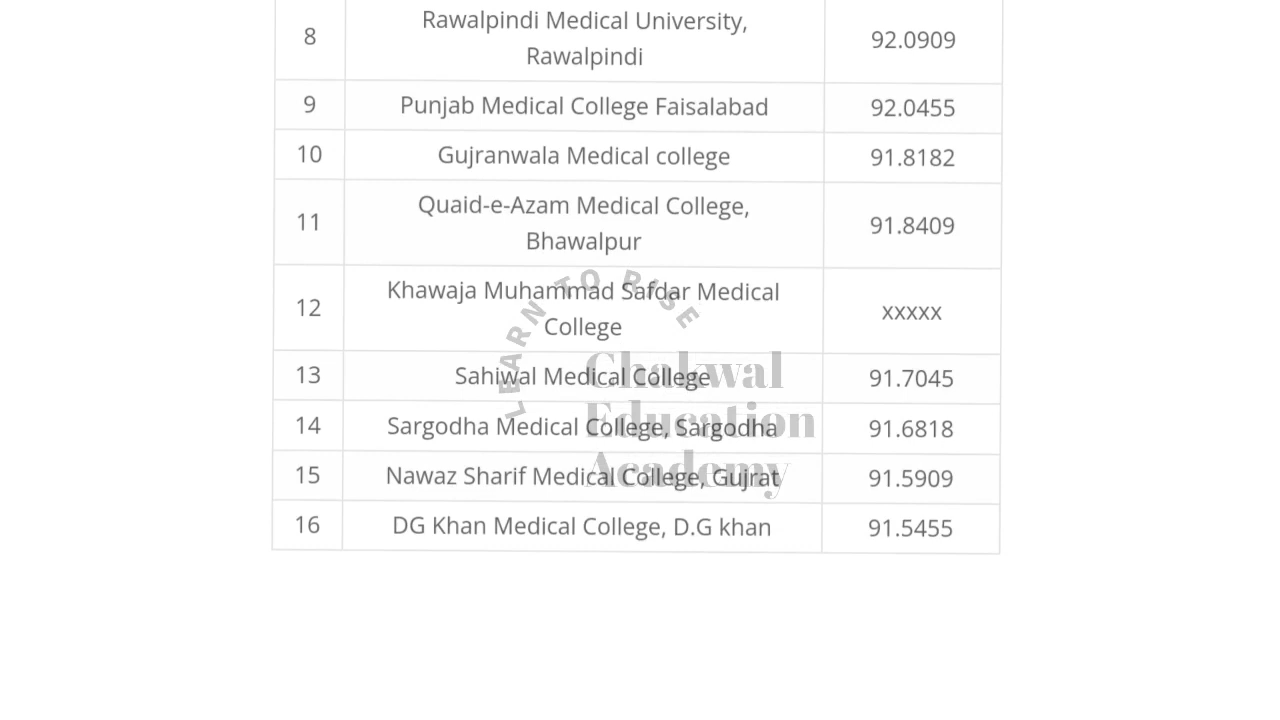 8 Rawalpindi Medical University, 92.0909
Rawalpindi
9 Punjab Medical College Faisalabad 92.0455
10 Gujranwala Medical college 91.8182
11 Quaid-e-Azam Medical College, 91.8409
Bhawalpur
12 Khawaja Muhammad Safdar Medical xxxxx
College
13 Sahiwal Medical College 91.7045
14 Sargodha Medical College, Sargodha 91.6818
15 Nawaz Sharif Medical College, Gujrat 91.5909
16 DG Khan Medical College, D.G khan 91.5455
LEARN TO RISE
Chakwal
Education
Academy